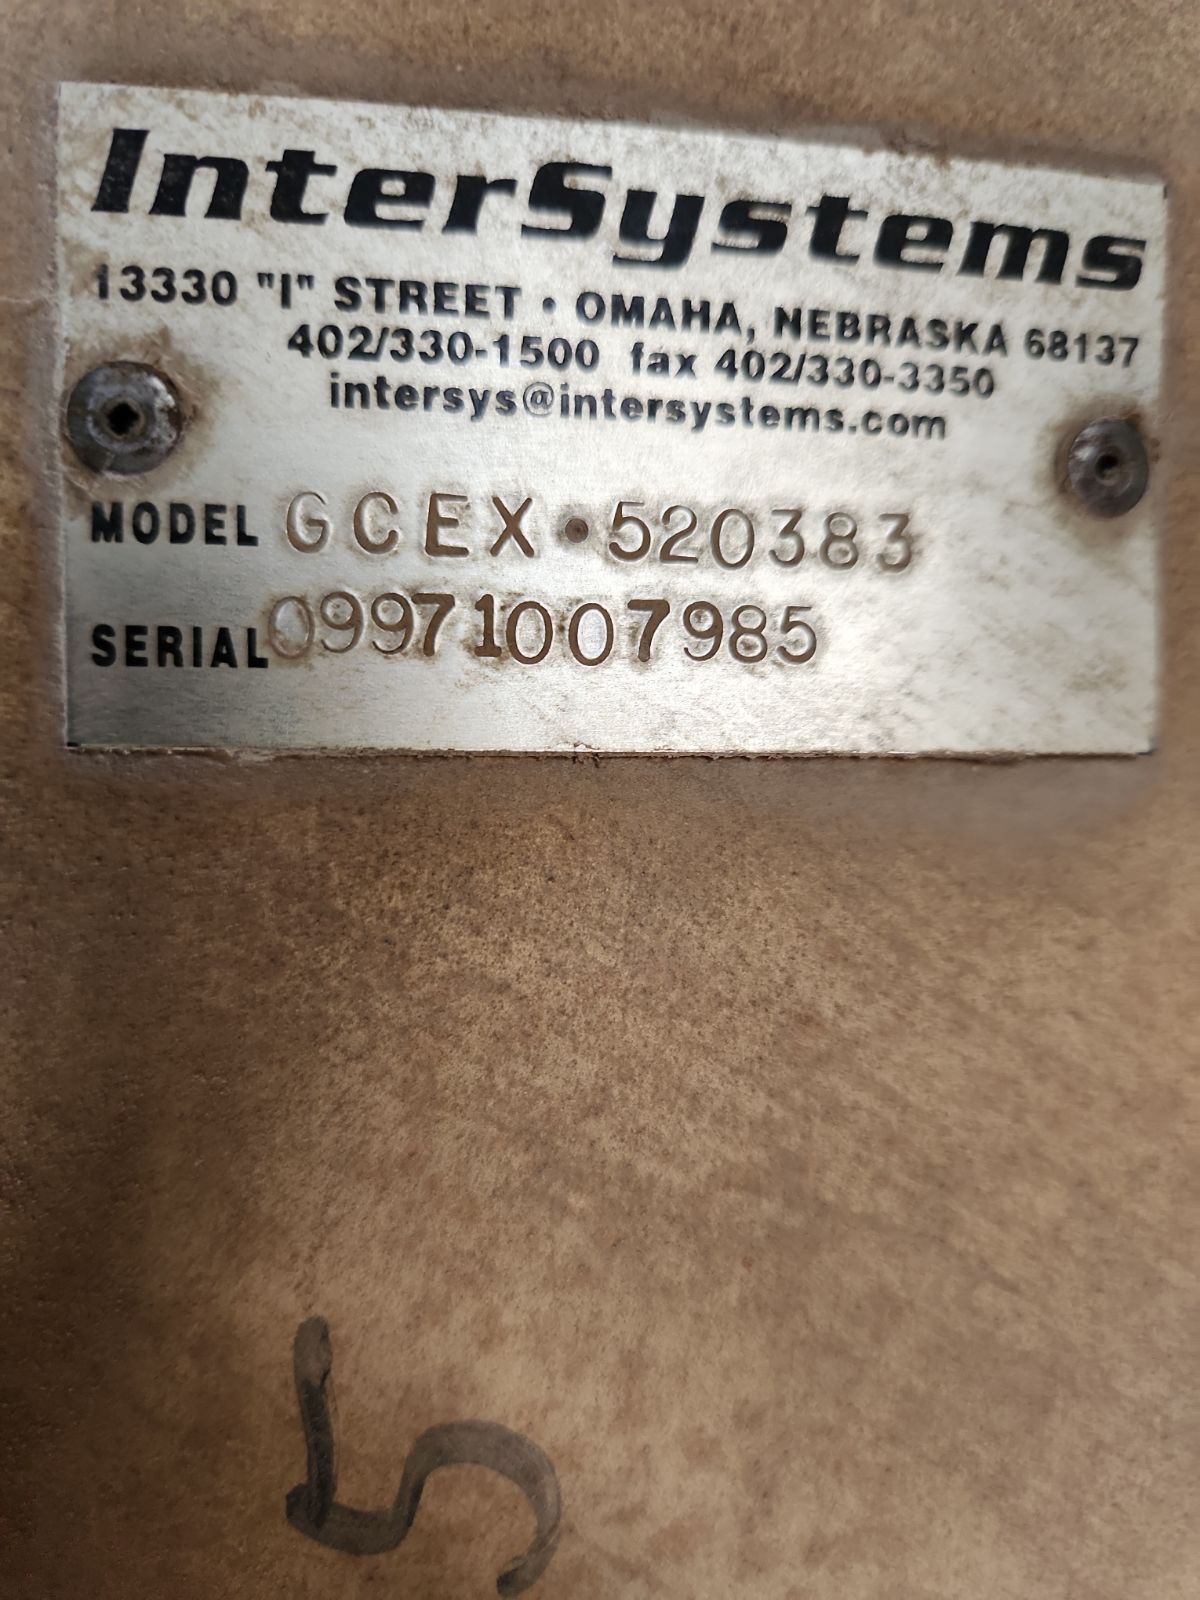 InterSystems
13330 "I" STREET • OMAHA, NEBRASKA 68137
402/330-1500 fax 402/330-3350
intersys@intersystems.com
MODEL GCEX•520383
SERIAL 09971007985
5